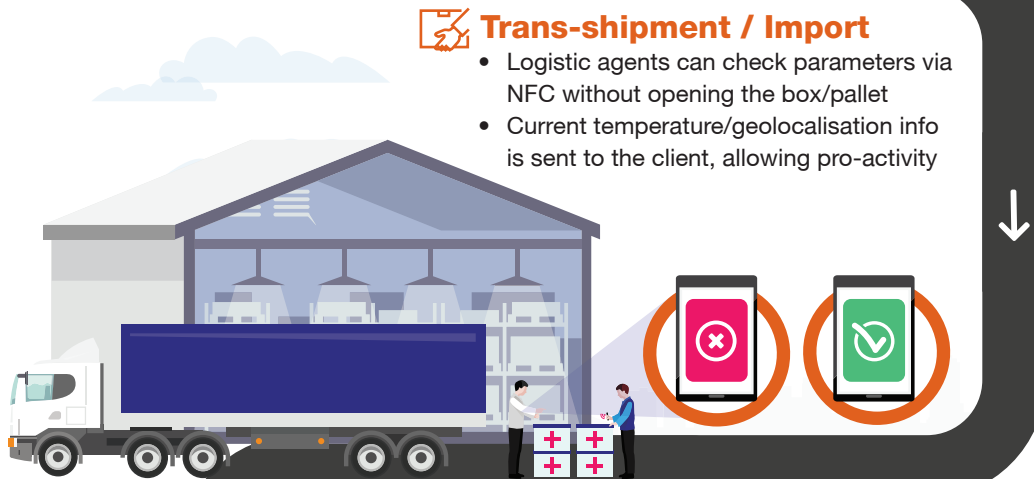 Trans-shipment / Import
• Logistic agents can check parameters via
NFC without opening the box/pallet
• Current temperature/geolocalisation info
is sent to the client, allowing pro-activity